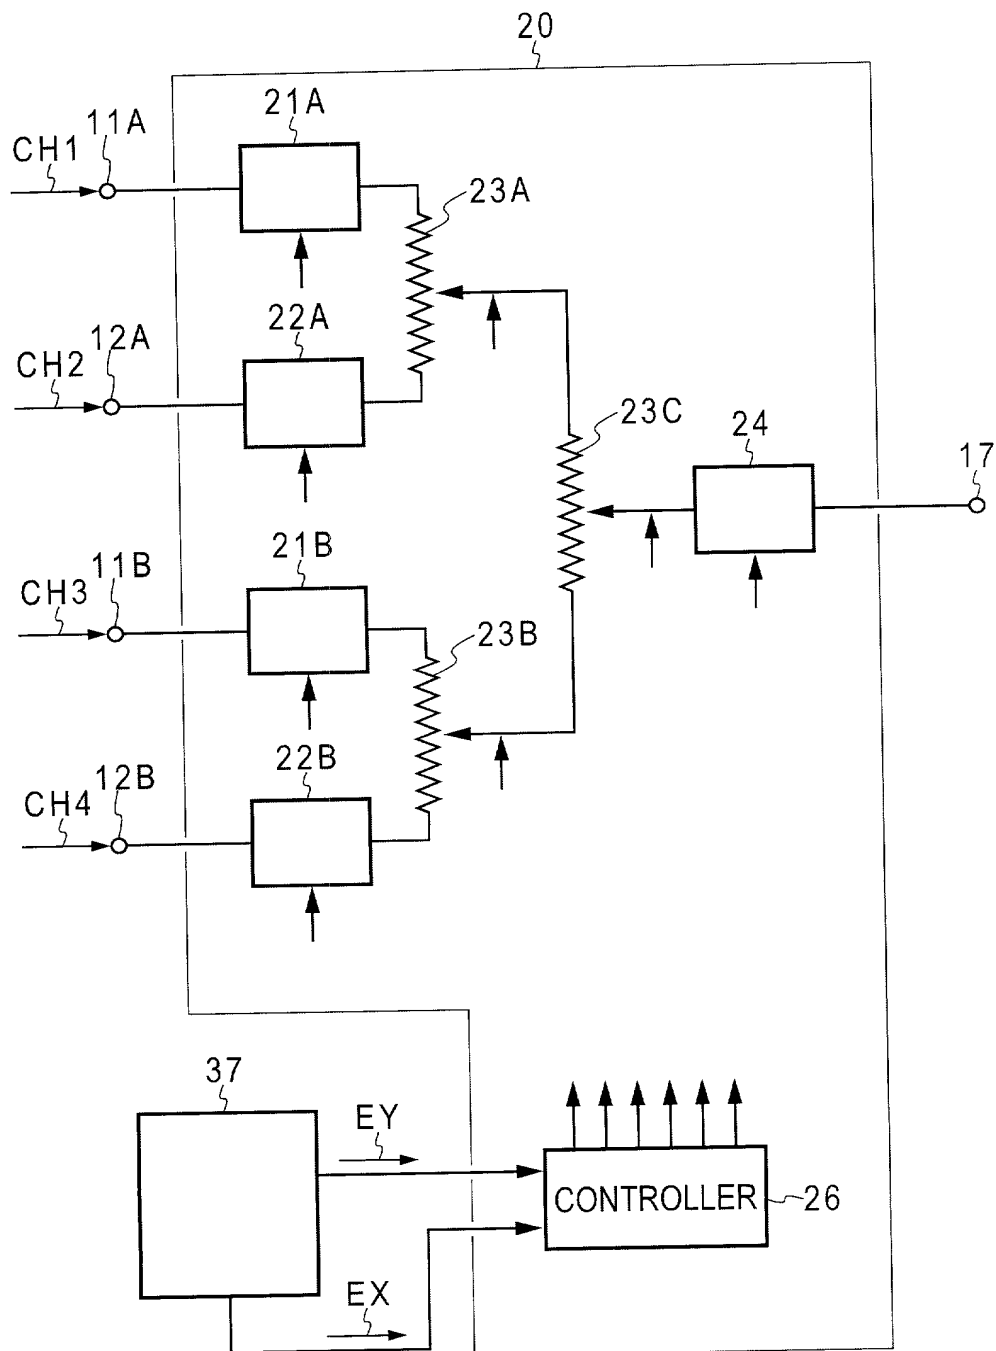 20
21A
11A
CH1
23A
22A
12A
CH2
23C
24
17
21B
11B
CH3
23B
22B
12B
CH4
37
EY
CONTROLLER
26
EX